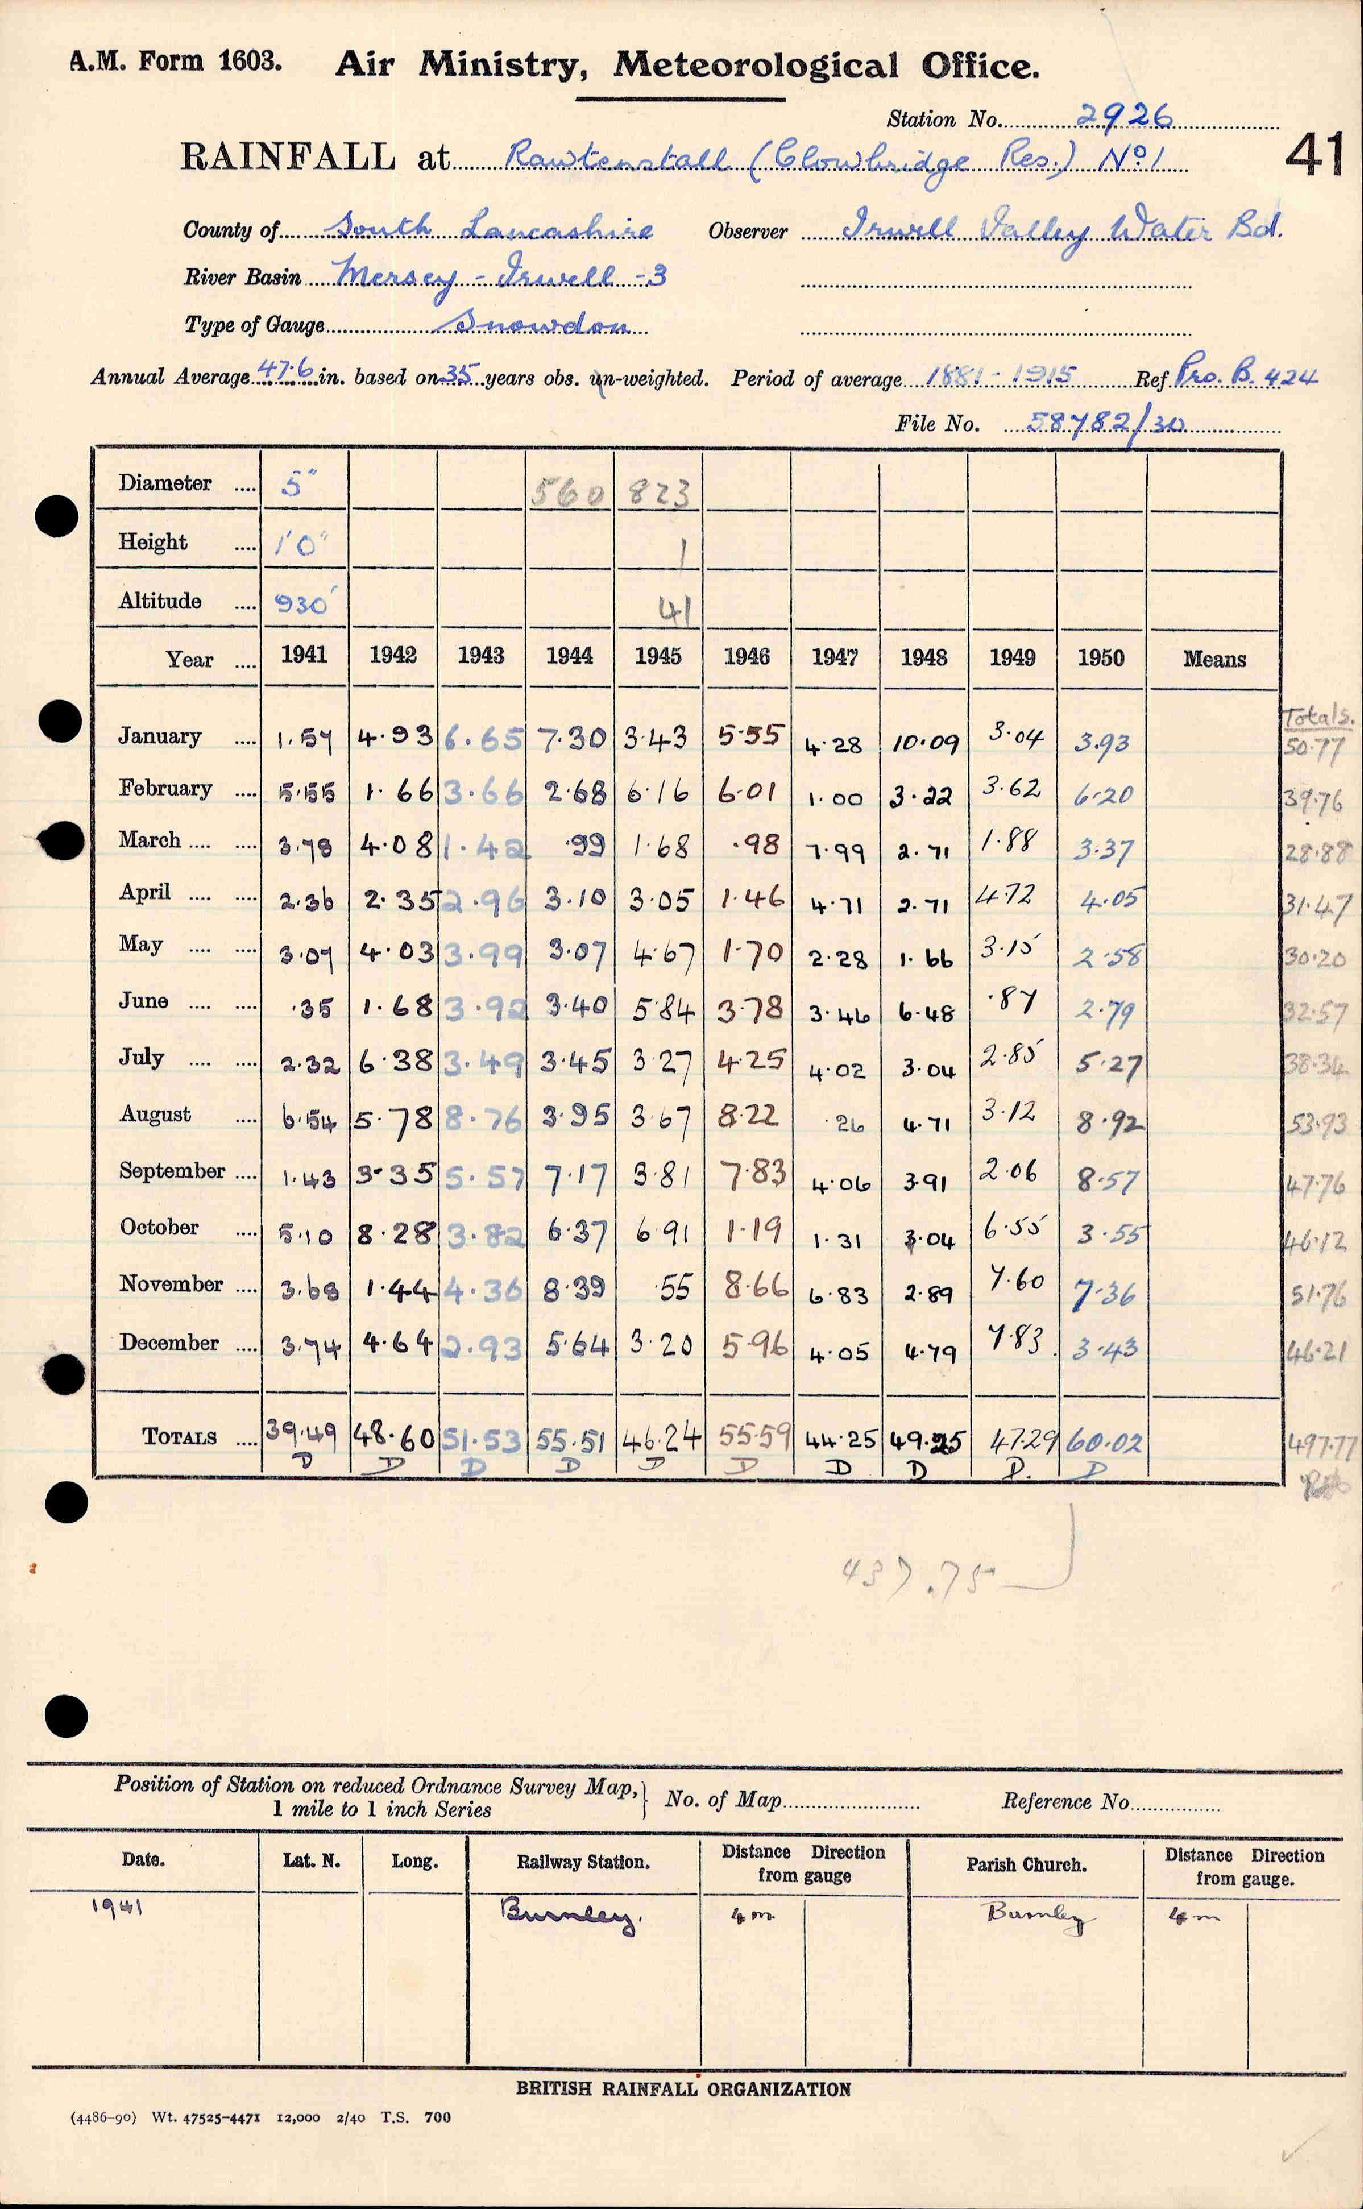 A.M. Form 1603. Air Ministry, Meteorological Office.
Station No. 2926
41
RAINFALL at Rawtenstall (Clowbridge Res.) No 1
County of South Lancashire Observer Irwell Valley Water Bd.
River Basin Mersey - Irwell - 3
Type of Gauge Snowdon
Annual Average 47.6 in. based on 35 years obs. un-weighted. Period of average 1881 - 1915 Ref Pro. B. 424
File No. 58782/30
Diameter .... 5" 560 823
Height .... 1'0" 1
Altitude .... 930' 41
Year .... 1941 1942 1943 1944 1945 1946 1947 1948 1949 1950 Means
Totals.
January .... 1.57 4.93 6.65 7.30 3.43 5.55 4.28 10.09 3.04 3.93 50.77
February .... 5.55 1.66 3.66 2.68 6.16 6.01 1.00 3.22 3.62 6.20 39.76
March .... .... 3.78 4.08 1.42 .99 1.68 .98 7.99 2.71 1.88 3.37 28.88
April .... .... 2.36 2.35 2.96 3.10 3.05 1.46 4.71 2.71 4.72 4.05 31.47
May .... .... 3.07 4.03 3.99 3.07 4.67 1.70 2.28 1.66 3.15 2.58 30.20
June .... .... .35 1.68 3.92 3.40 5.84 3.78 3.46 6.48 .87 2.79 32.57
July .... .... 2.32 6.38 3.49 3.45 3.27 4.25 4.02 3.04 2.85 5.27 38.34
August .... 6.54 5.78 8.76 3.95 3.67 8.22 .26 4.71 3.12 8.92 53.93
September .... 1.43 3.35 5.57 7.17 3.81 7.83 4.06 3.91 2.06 8.57 47.76
October .... 5.10 8.28 3.82 6.37 6.91 1.19 1.31 3.04 6.55 3.55 46.12
November .... 3.68 1.44 4.36 8.39 .55 8.66 6.83 2.89 7.60 7.36 51.76
December .... 3.74 4.64 2.93 5.64 3.20 5.96 4.05 4.79 7.83 3.43 46.21
TOTALS .... 39.49 48.60 51.53 55.51 46.24 55.59 44.25 49.25 47.29 60.02 497.77
D D D D D D D D D. D
437.75
Position of Station on reduced Ordnance Survey Map,} No. of Map Reference No.
1 mile to 1 inch Series
Date. Lat. N. Long. Railway Station. Distance Direction from gauge Parish Church. Distance Direction from gauge.
1941 Burnley. 4 m Burnley 4 m
BRITISH RAINFALL ORGANIZATION
(4486-90) Wt. 47525-4471 12,000 2/40 T.S. 700